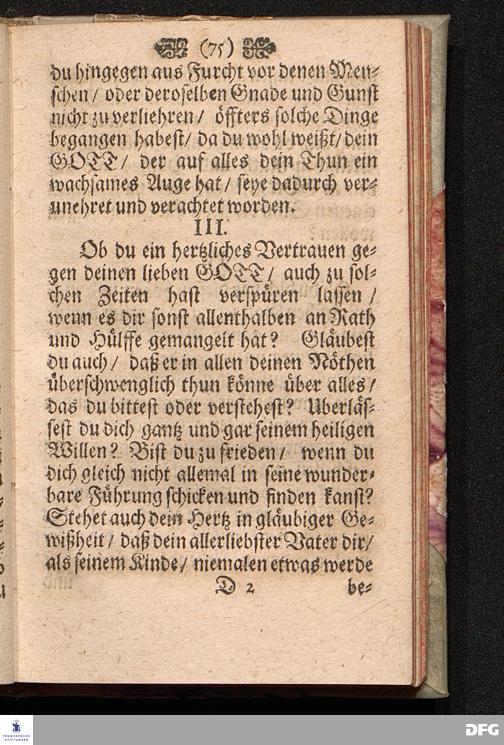 (75)
du hingegen aus Furcht vor denen Men-
schen / oder deroselben Gnade und Gunst
nicht zu verliehren / öffters solche Dinge
begangen habest / da du wohl weißt / dein
GOTT / der auf alles dein Thun ein
wachsames Auge hat / seye dadurch ver-
unehret und verachtet worden.
III.
Ob du ein hertzliches Vertrauen ge-
gen deinen lieben GOTT / auch zu sol-
chen Zeiten hast verspüren lassen /
wenn es dir sonst allenthalben an Rath
und Hülffe gemangelt hat? Gläubest
du auch / daß er in allen deinen Nöthen
überschwenglich thun könne über alles /
das du bittest oder verstehest? Uberläs-
sest du dich gantz und gar seinem heiligen
Willen? Bist du zu frieden / wenn du
dich gleich nicht allemal in seine wunder-
bare Führung schicken und finden kanst?
Stehet auch dein Hertz in gläubiger Ge-
wißheit / daß dein allerliebster Vater dir /
als seinem Kinde / niemalen etwas werde
D 2 be-
FRANCKESCHE
STIFTUNGEN
DFG